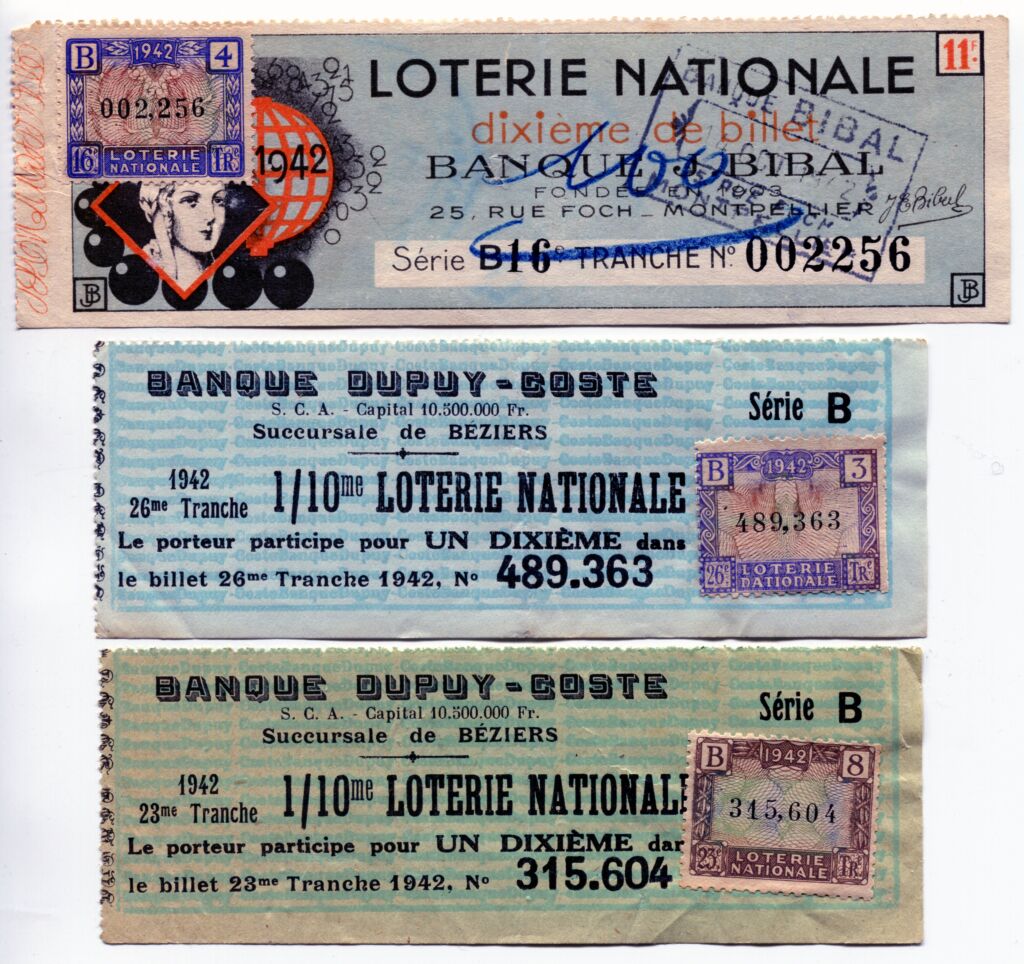 B 1942 4
002,256
16e LOTERIE NATIONALE TRe
1942
LOTERIE NATIONALE
11F.
dixième de billet
BANQUE J. BIBAL
FONDÉE EN 1903
25, RUE FOCH _ MONTPELLIER
J E Bibal
BANQUE BIBAL
Série B16e TRANCHE No. 002256
JB
JB
BANQUE DUPUY-COSTE
S. C. A. - Capital 10.500.000 Fr.
Succursale de BÉZIERS
Série B
1942
26me Tranche
1/10me LOTERIE NATIONALE
Le porteur participe pour UN DIXIÈME dans
le billet 26me Tranche 1942, No 489.363
B 1942 3
489,363
26e LOTERIE NATIONALE TRe
BANQUE DUPUY-COSTE
S. C. A. - Capital 10.500.000 Fr.
Succursale de BÉZIERS
Série B
1942
23me Tranche
1/10me LOTERIE NATIONAL
Le porteur participe pour UN DIXIÈME dan
le billet 23me Tranche 1942, No 315.604
B 1942 8
315,604
23e LOTERIE NATIONALE TRe